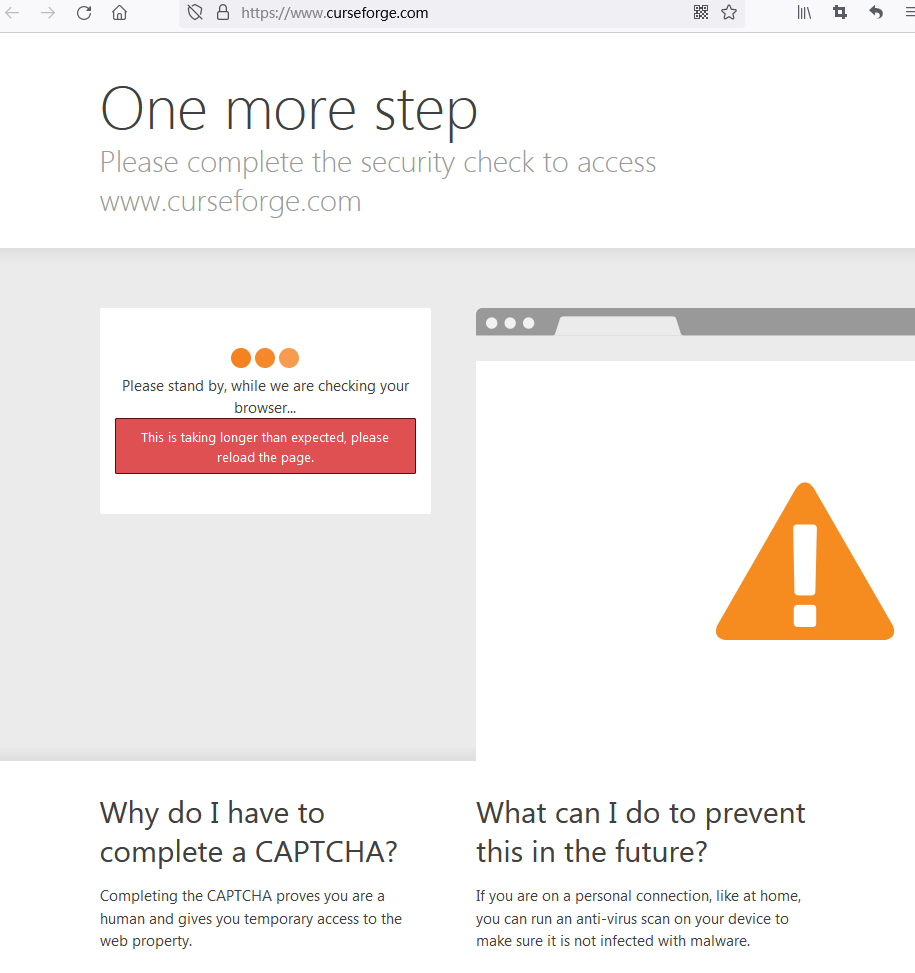 https://www.curseforge.com
One more step
Please complete the security check to access
www.curseforge.com
Please stand by, while we are checking your
browser...
This is taking longer than expected, please
reload the page.
Why do I have to
complete a CAPTCHA?
Completing the CAPTCHA proves you are a
human and gives you temporary access to the
web property.
What can I do to prevent
this in the future?
If you are on a personal connection, like at home,
you can run an anti-virus scan on your device to
make sure it is not infected with malware.